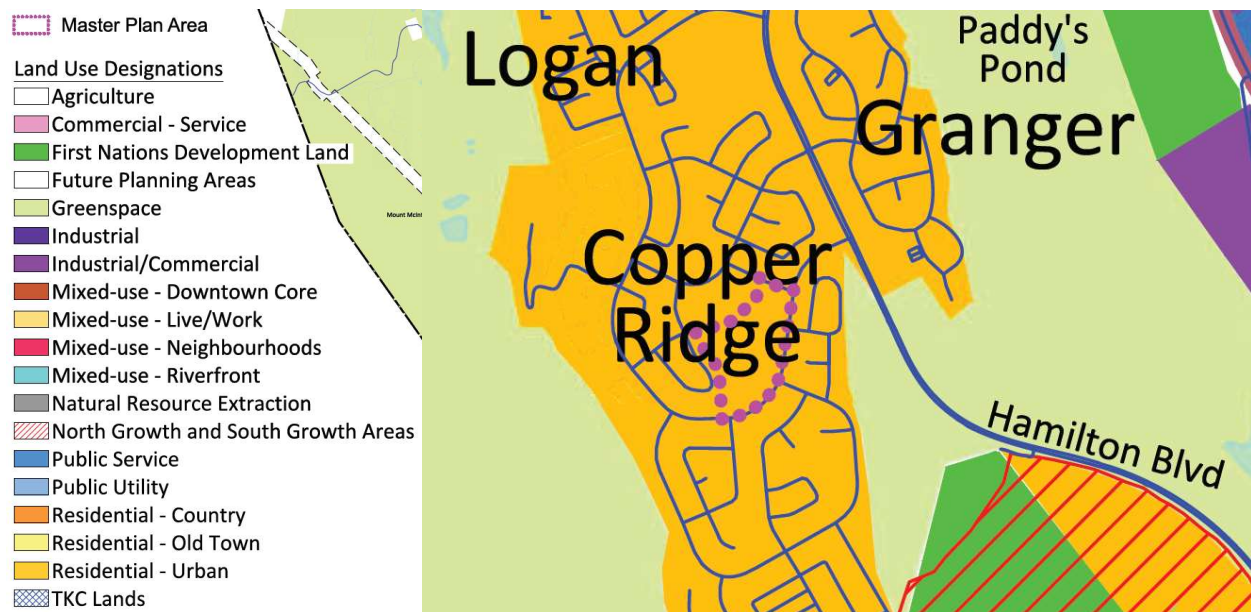 Master Plan Area
Land Use Designations
Agriculture
Commercial - Service
First Nations Development Land
Future Planning Areas
Greenspace
Industrial
Industrial/Commercial
Mixed-use - Downtown Core
Mixed-use - Live/Work
Mixed-use - Neighbourhoods
Mixed-use - Riverfront
Natural Resource Extraction
North Growth and South Growth Areas
Public Service
Public Utility
Residential - Country
Residential - Old Town
Residential - Urban
TKC Lands
Mount McInt
Logan
Paddy's
Pond
Granger
Copper
Ridge
Hamilton Blvd